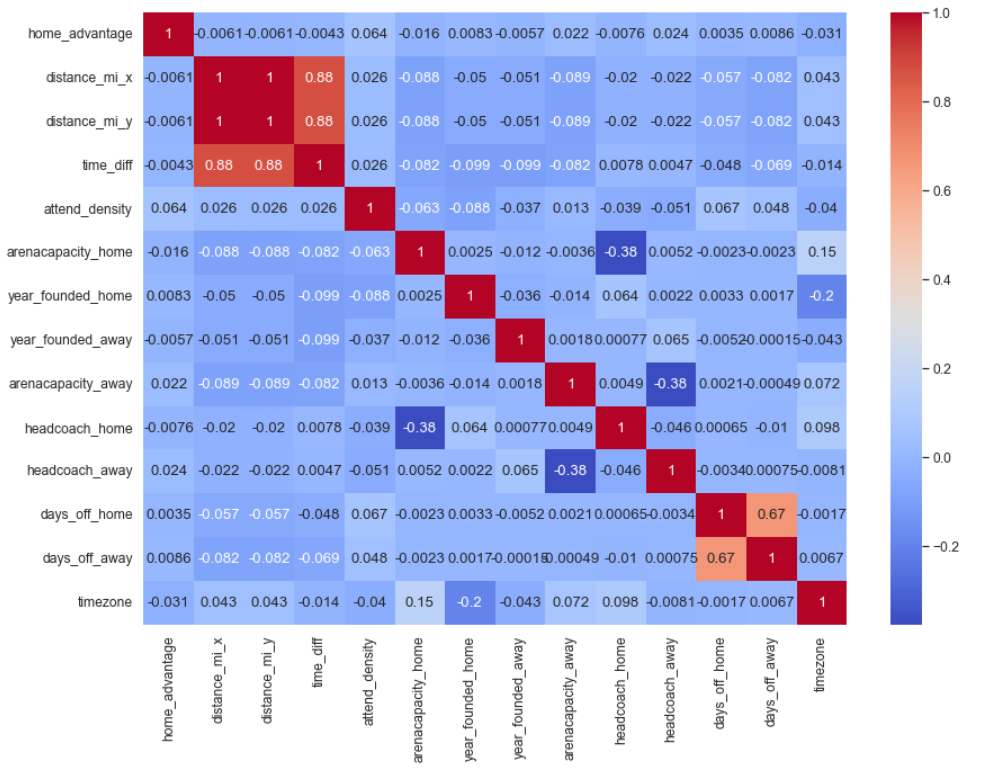 home_advantage 1 -0.0061 -0.0061 -0.0043 0.064 -0.016 0.0083 -0.0057 0.022 -0.0076 0.024 0.0035 0.0086 -0.031 1.0
distance_mi_x -0.0061 1 1 0.88 0.026 -0.088 -0.05 -0.051 -0.089 -0.02 -0.022 -0.057 -0.082 0.043
0.8
distance_mi_y -0.0061 1 1 0.88 0.026 -0.088 -0.05 -0.051 -0.089 -0.02 -0.022 -0.057 -0.082 0.043
time_diff -0.0043 0.88 0.88 1 0.026 -0.082 -0.099 -0.099 -0.082 0.0078 0.0047 -0.048 -0.069 -0.014
0.6
attend_density 0.064 0.026 0.026 0.026 1 -0.063 -0.088 -0.037 0.013 -0.039 -0.051 0.067 0.048 -0.04
arenacapacity_home -0.016 -0.088 -0.088 -0.082 -0.063 1 0.0025 -0.012 -0.0036 -0.38 0.0052 -0.0023 -0.0023 0.15
0.4
year_founded_home 0.0083 -0.05 -0.05 -0.099 -0.088 0.0025 1 -0.036 -0.014 0.064 0.0022 0.0033 0.0017 -0.2
year_founded_away -0.0057 -0.051 -0.051 -0.099 -0.037 -0.012 -0.036 1 0.0018 0.00077 0.065 -0.0052 -0.00015 -0.043
0.2
arenacapacity_away 0.022 -0.089 -0.089 -0.082 0.013 -0.0036 -0.014 0.0018 1 0.0049 -0.38 0.0021 -0.00049 0.072
headcoach_home -0.0076 -0.02 -0.02 0.0078 -0.039 -0.38 0.064 0.00077 0.0049 1 -0.046 0.00065 -0.01 0.098
0.0
headcoach_away 0.024 -0.022 -0.022 0.0047 -0.051 0.0052 0.0022 0.065 -0.38 -0.046 1 -0.0034 0.00075 -0.0081
days_off_home 0.0035 -0.057 -0.057 -0.048 0.067 -0.0023 0.0033 -0.0052 0.0021 0.00065 -0.0034 1 0.67 -0.0017
−0.2
days_off_away 0.0086 -0.082 -0.082 -0.069 0.048 -0.0023 0.0017 -0.00015 -0.00049 -0.01 0.00075 0.67 1 0.0067
timezone -0.031 0.043 0.043 -0.014 -0.04 0.15 -0.2 -0.043 0.072 0.098 -0.0081 -0.0017 0.0067 1
home_advantage
distance_mi_x
distance_mi_y
time_diff
attend_density
arenacapacity_home
year_founded_home
year_founded_away
arenacapacity_away
headcoach_home
headcoach_away
days_off_home
days_off_away
timezone